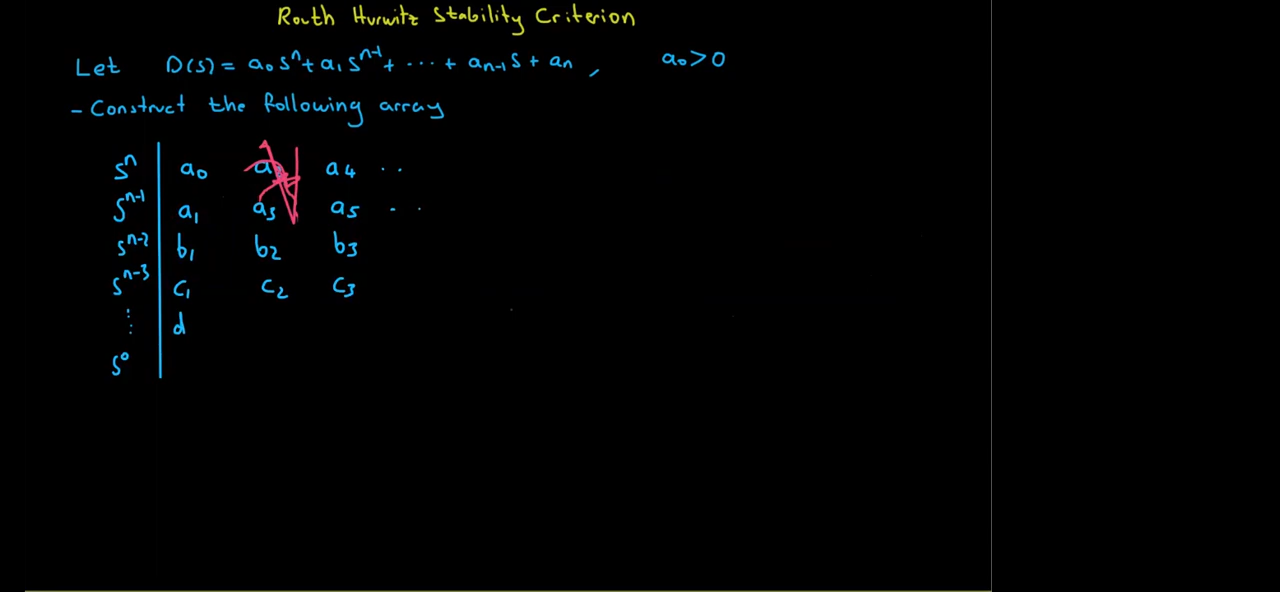 Routh Hurwitz Stability Criterion
Let D(s) = a₀sⁿ + a₁sⁿ⁻¹ + ... + aₙ₋₁s + aₙ , a₀ > 0
- Construct the following array
sⁿ a₀ a a₄ ..
sⁿ⁻¹ a₁ a₃ a₅ ..
sⁿ⁻² b₁ b₂ b₃
sⁿ⁻³ c₁ c₂ c₃
⋮ d
s⁰